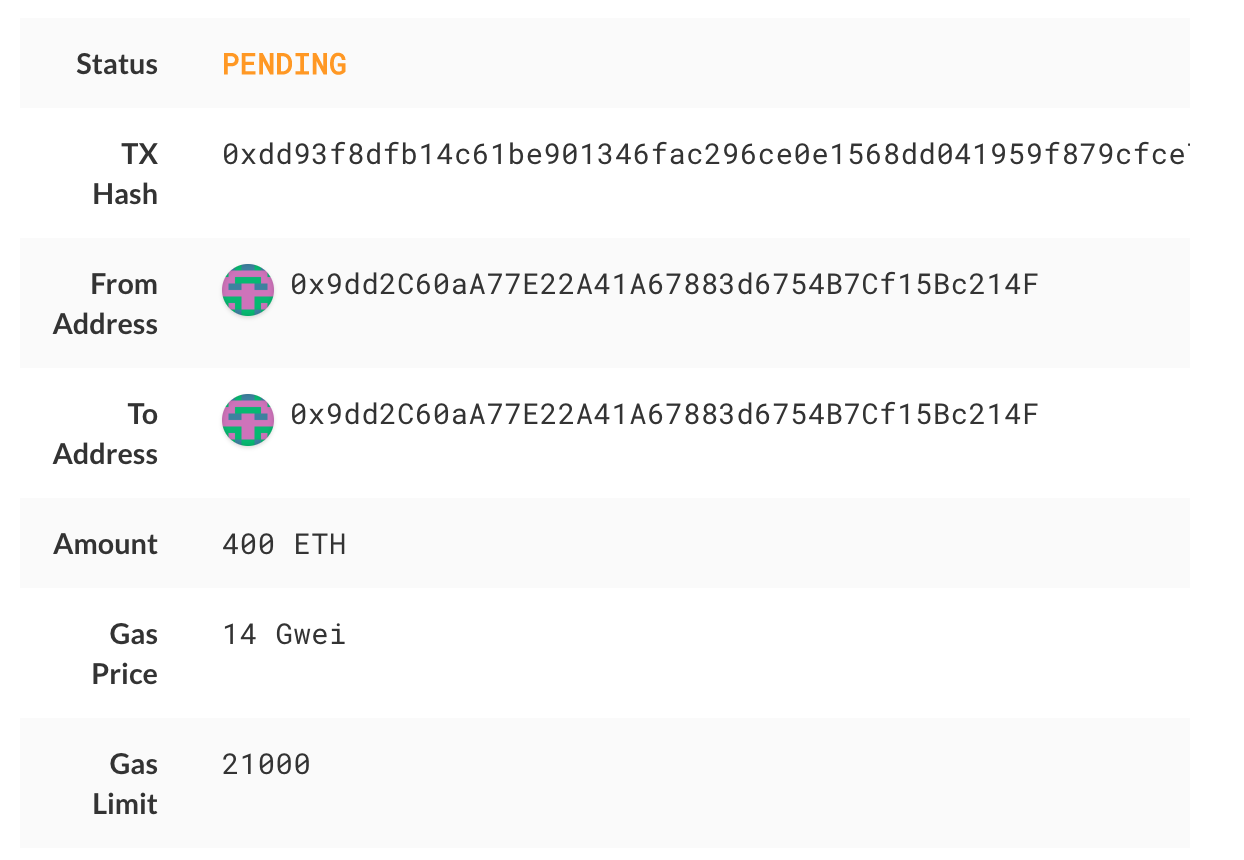 Status PENDING
TX Hash 0xdd93f8dfb14c61be901346fac296ce0e1568dd041959f879cfce
From Address 0x9dd2C60aA77E22A41A67883d6754B7Cf15Bc214F
To Address 0x9dd2C60aA77E22A41A67883d6754B7Cf15Bc214F
Amount 400 ETH
Gas Price 14 Gwei
Gas Limit 21000